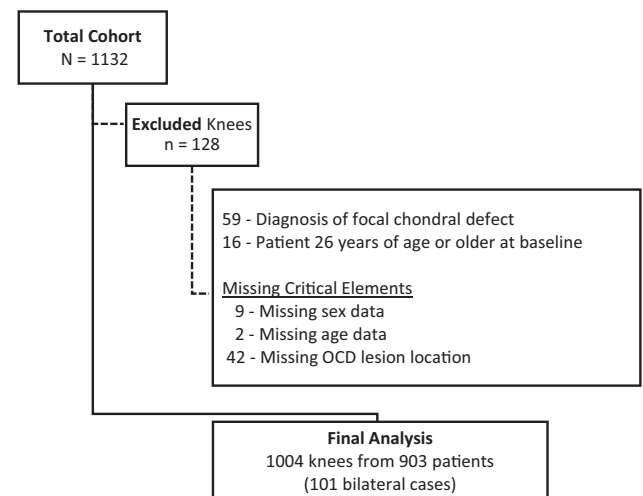 Total Cohort
N = 1132
Excluded Knees
n = 128
59 - Diagnosis of focal chondral defect
16 - Patient 26 years of age or older at baseline
Missing Critical Elements
9 - Missing sex data
2 - Missing age data
42 - Missing OCD lesion location
Final Analysis
1004 knees from 903 patients
(101 bilateral cases)